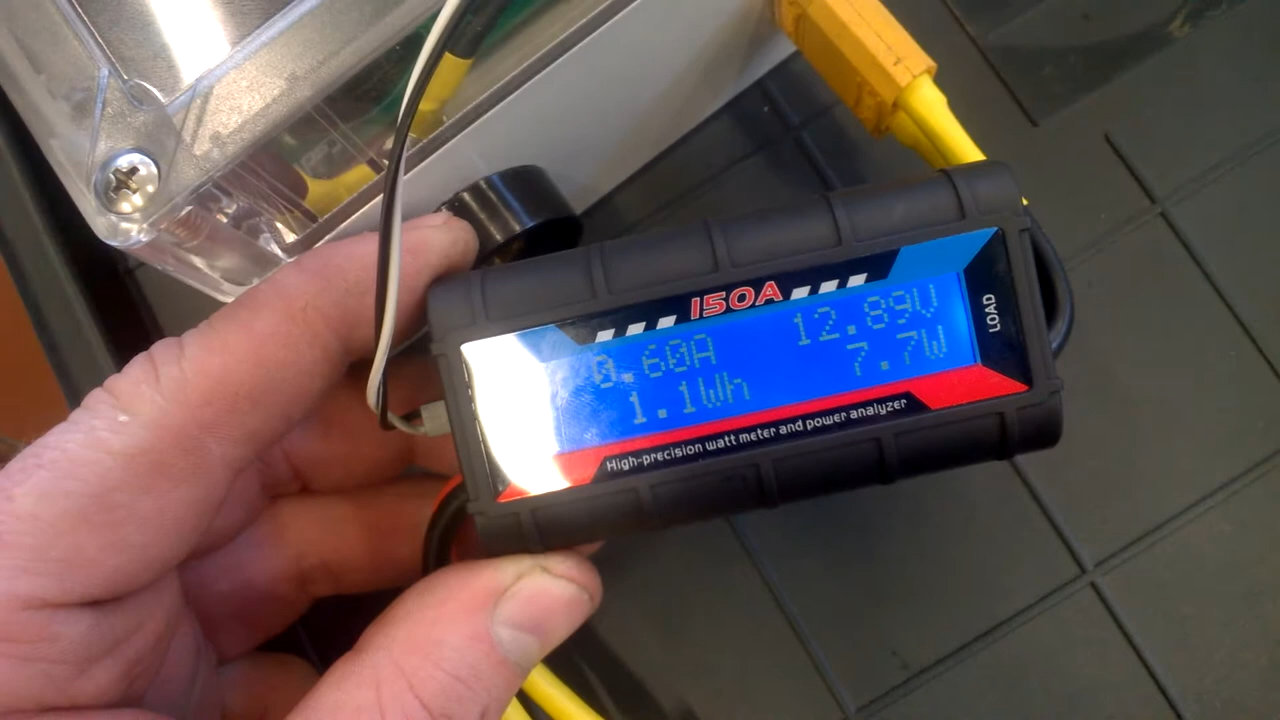 150A
0.60A 12.89V
1.1Wh 7.7W
LOAD
High-precision watt meter and power analyzer